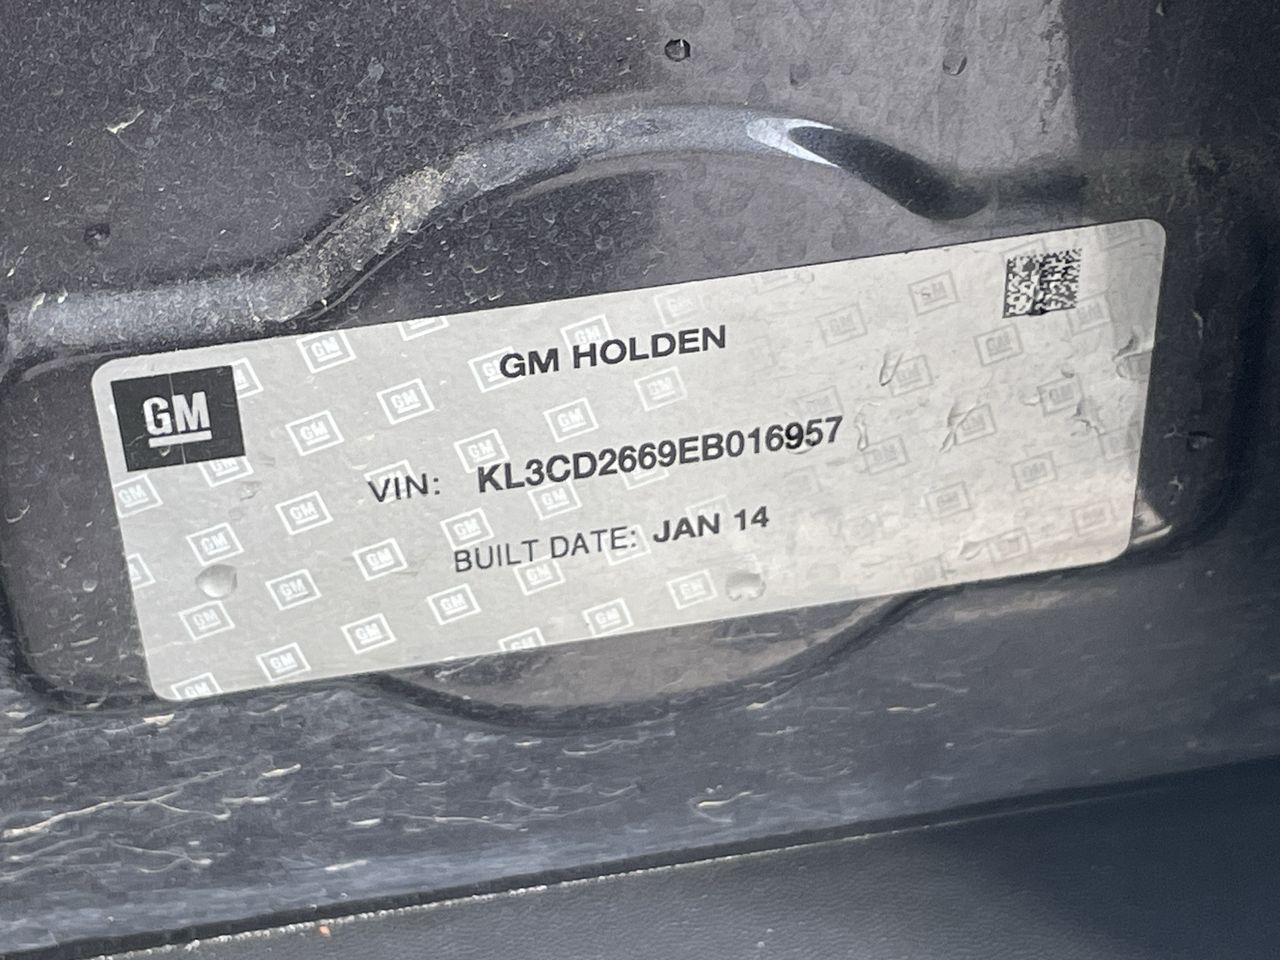 GM HOLDEN
GM
VIN: KL3CD2669EB016957
BUILT DATE: JAN 14